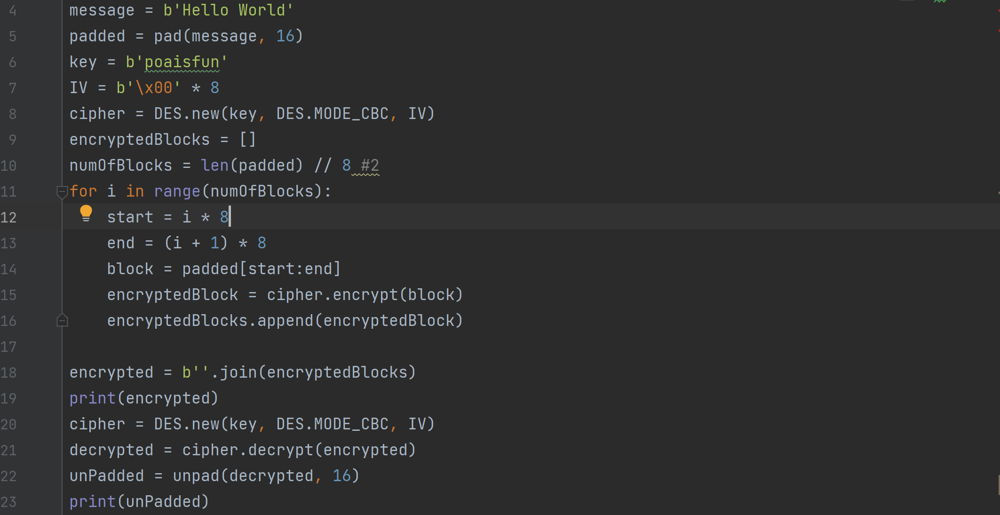 4 message = b'Hello World'
5 padded = pad(message, 16)
6 key = b'poaisfun'
7 IV = b'\x00' * 8
8 cipher = DES.new(key, DES.MODE_CBC, IV)
9 encryptedBlocks = []
10 numOfBlocks = len(padded) // 8 #2
11 for i in range(numOfBlocks):
12     start = i * 8
13     end = (i + 1) * 8
14     block = padded[start:end]
15     encryptedBlock = cipher.encrypt(block)
16     encryptedBlocks.append(encryptedBlock)
17
18 encrypted = b''.join(encryptedBlocks)
19 print(encrypted)
20 cipher = DES.new(key, DES.MODE_CBC, IV)
21 decrypted = cipher.decrypt(encrypted)
22 unPadded = unpad(decrypted, 16)
23 print(unPadded)